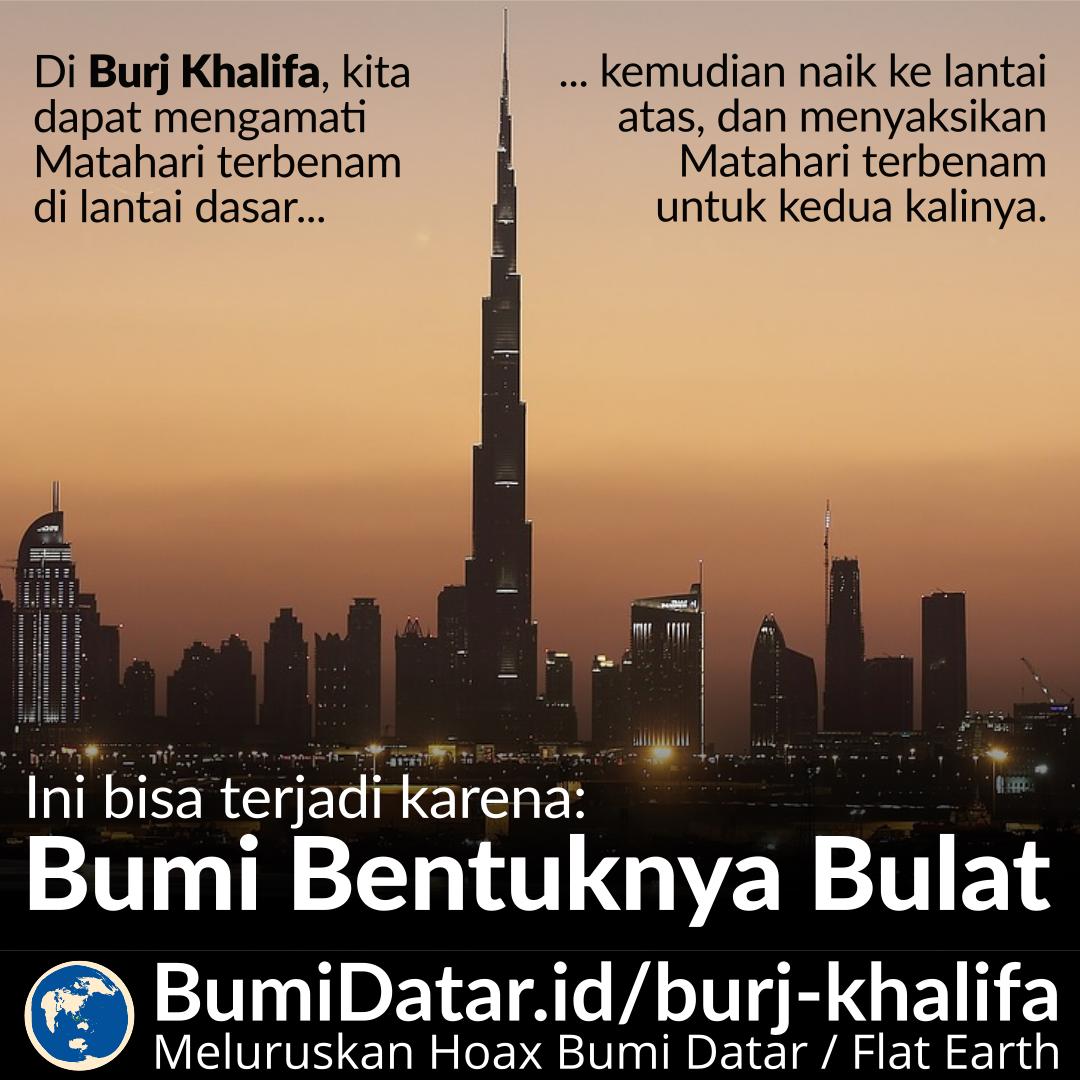 Di Burj Khalifa, kita
dapat mengamati
Matahari terbenam
di lantai dasar...
... kemudian naik ke lantai
atas, dan menyaksikan
Matahari terbenam
untuk kedua kalinya.
Ini bisa terjadi karena:
Bumi Bentuknya Bulat
BumiDatar.id/burj-khalifa
Meluruskan Hoax Bumi Datar / Flat Earth